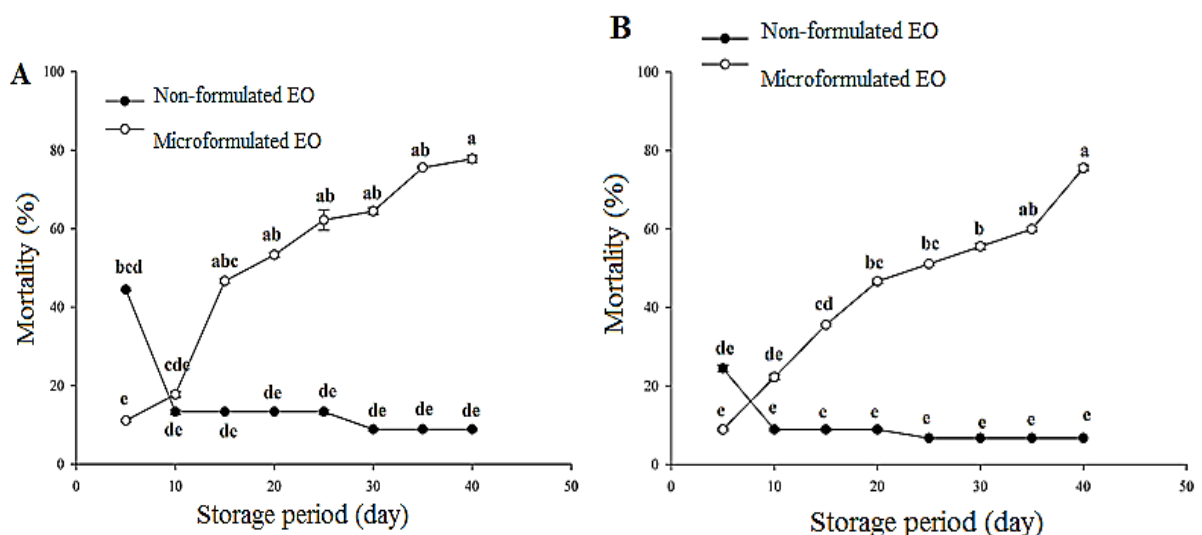 A
Non-formulated EO
Microformulated EO
Mortality (%)
100
80
60
40
20
0
bcd
e
cde
abc
ab
ab
ab
ab
a
de
de
de
de
de
de
de
0
10
20
30
40
50
Storage period (day)
B
Non-formulated EO
Microformulated EO
Mortality (%)
100
80
60
40
20
0
de
e
de
cd
bc
bc
b
ab
a
e
e
e
e
e
e
e
0
10
20
30
40
50
Storage period (day)